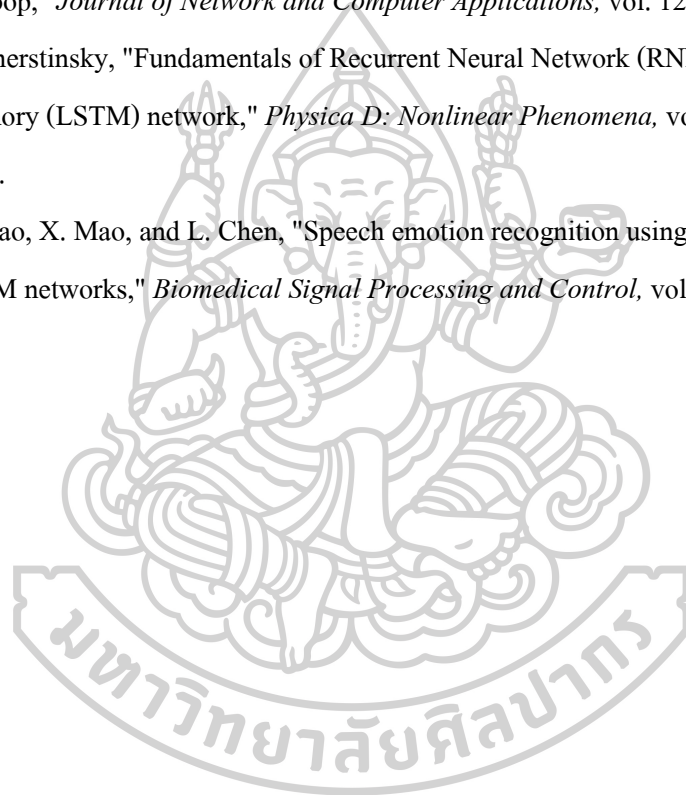 oop," Journal of Network and Computer Applications, vol. 12
herstinsky, "Fundamentals of Recurrent Neural Network (RN
ory (LSTM) network," Physica D: Nonlinear Phenomena, vo
.
ao, X. Mao, and L. Chen, "Speech emotion recognition using
M networks," Biomedical Signal Processing and Control, vol
มหาวิทยาลัยศิลปากร